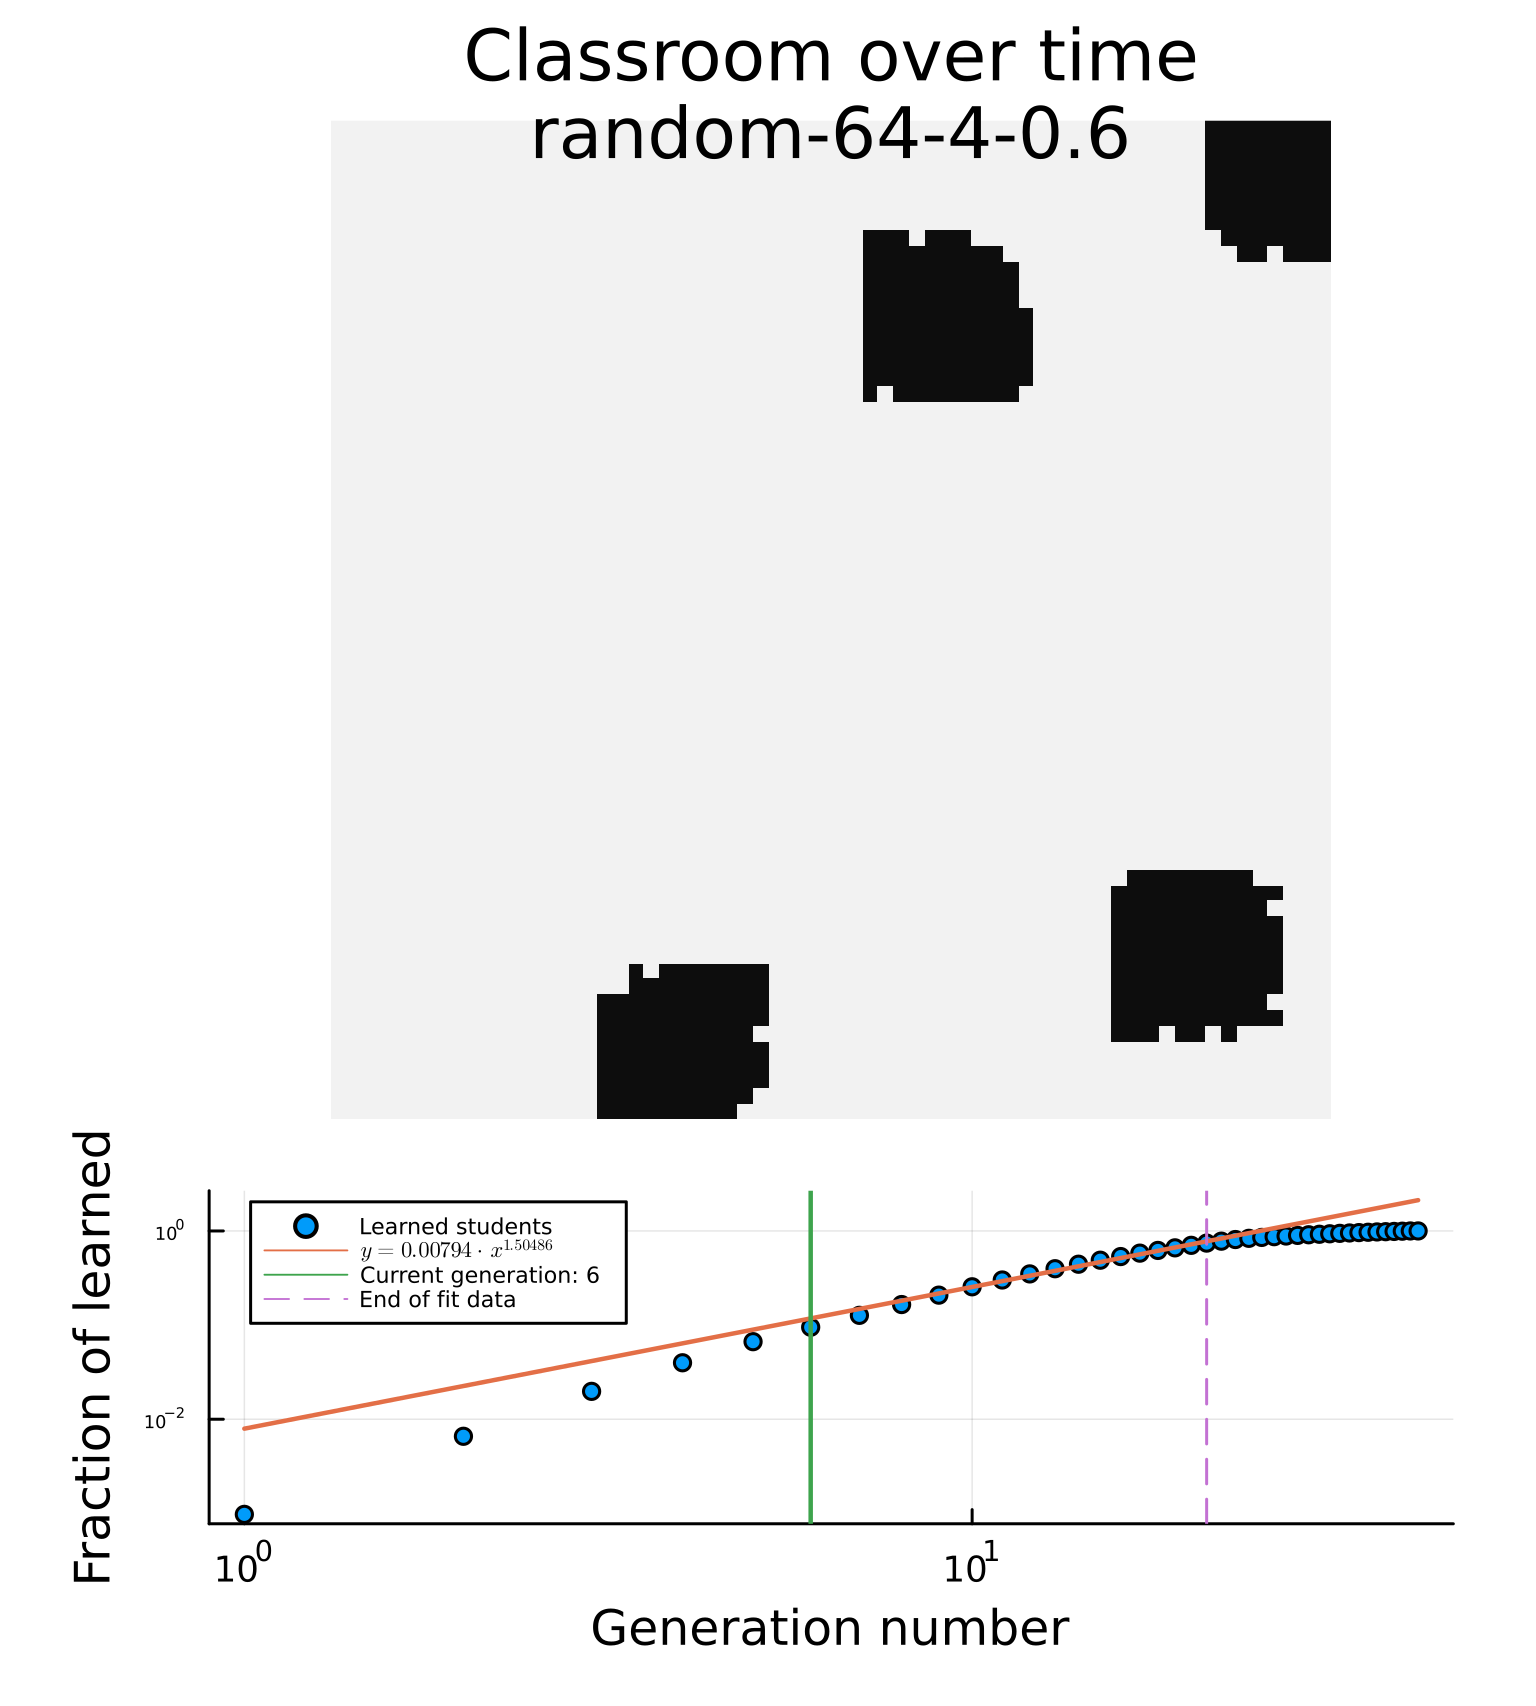 Classroom over time
random-64-4-0.6
Fraction of learned
10^0
10^-2
Learned students
y = 0.00794 · x^1.50486
Current generation: 6
End of fit data
10^0
10^1
Generation number